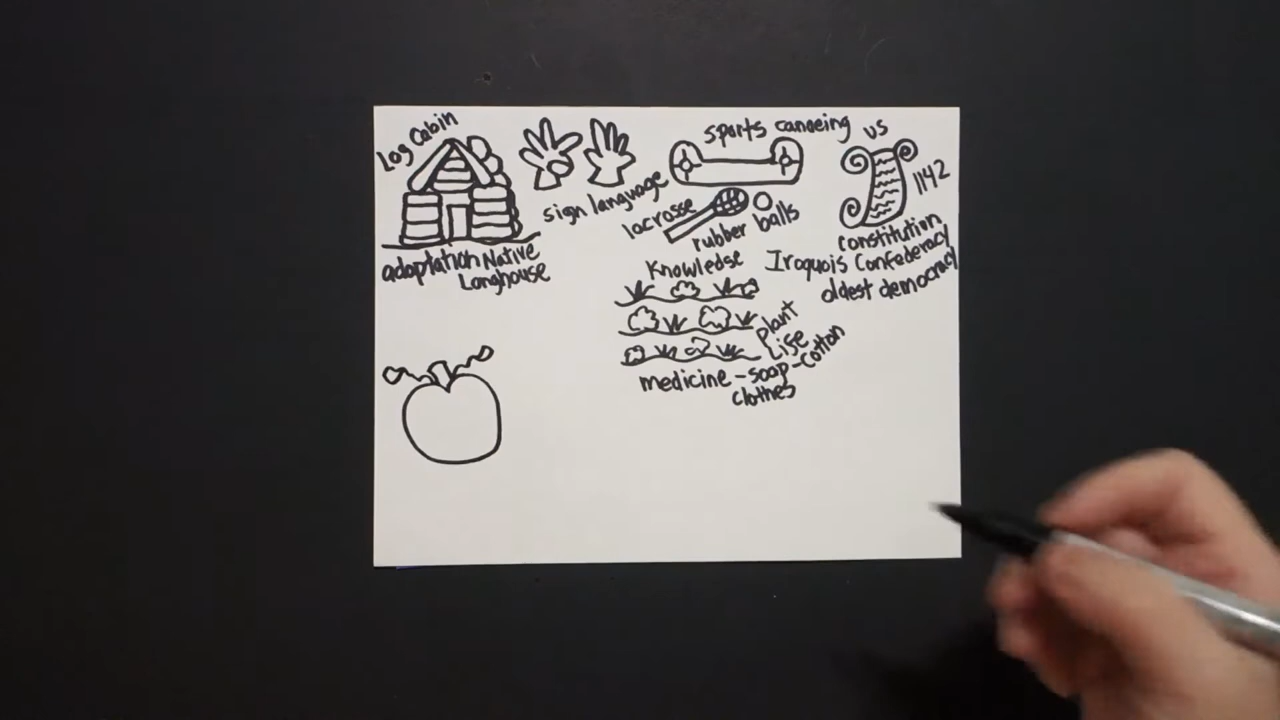 Log Cabin
adaptation Native
Longhouse
sign language
sports canoeing
lacrosse
rubber balls
US
1142
constitution
Iroquois Confederacy
oldest democracy
Knowledge
Plant
Life
medicine - soap - cotton
clothes